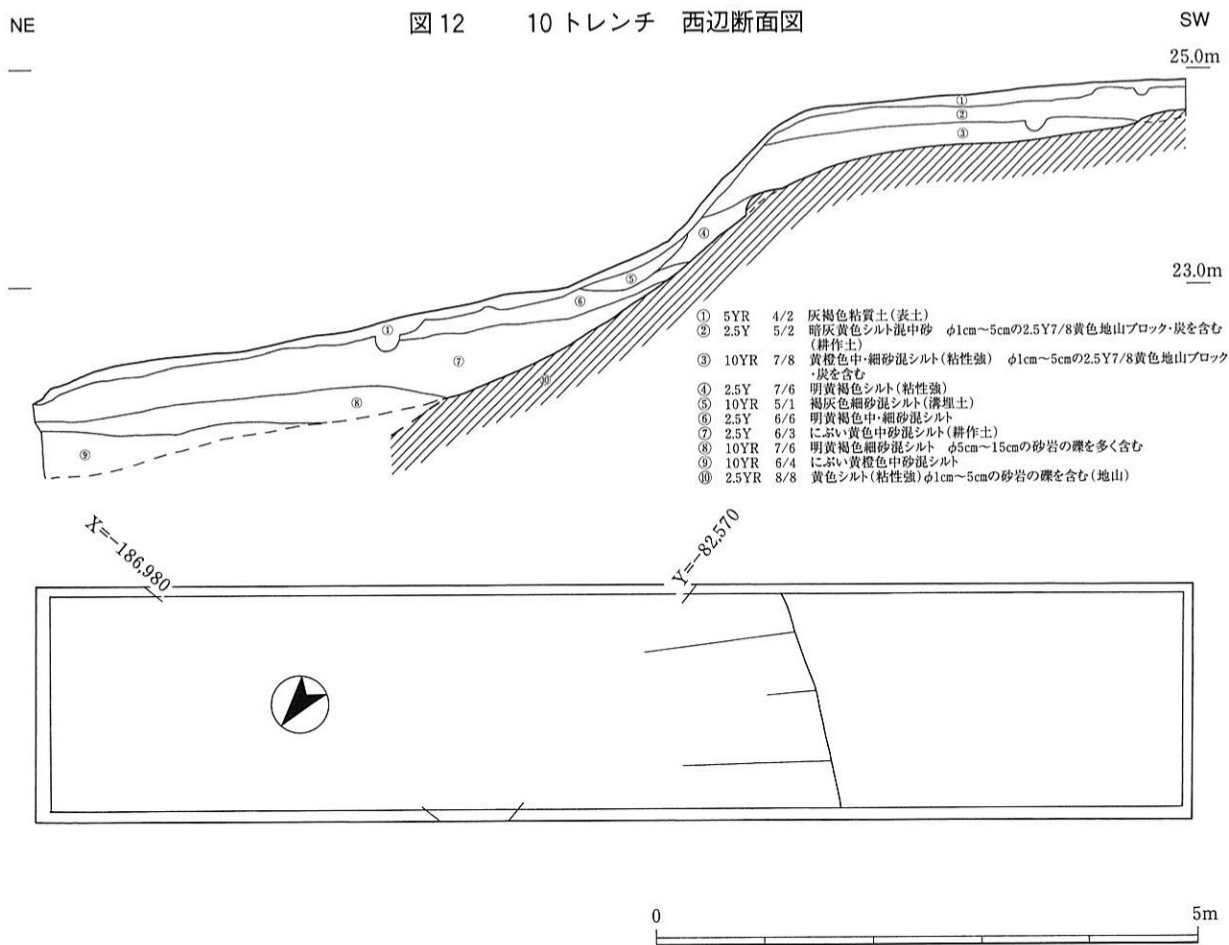 図12 10トレンチ 西辺断面図
NE
SW
25.0m
23.0m
①
②
③
④
⑤
⑥
①
⑦
⑧
⑨
⑩
① 5YR 4/2 灰褐色粘質土(表土)
② 2.5Y 5/2 暗灰黄色シルト混中砂 φ1cm～5cmの2.5Y7/8黄色地山ブロック・炭を含む
(耕作土)
③ 10YR 7/8 黄橙色中・細砂混シルト(粘性強) φ1cm～5cmの2.5Y7/8黄色地山ブロック
・炭を含む
④ 2.5Y 7/6 明黄褐色シルト(粘性強)
⑤ 10YR 5/1 褐灰色細砂混シルト(溝埋土)
⑥ 2.5Y 6/6 明黄褐色中・細砂混シルト
⑦ 2.5Y 6/3 にぶい黄色中砂混シルト(耕作土)
⑧ 10YR 7/6 明黄褐色細砂混シルト φ5cm～15cmの砂岩の礫を多く含む
⑨ 10YR 6/4 にぶい黄橙色中砂混シルト
⑩ 2.5YR 8/8 黄色シルト(粘性強)φ1cm～5cmの砂岩の礫を含む(地山)
X=-186,980
Y=-82,570
0
5m